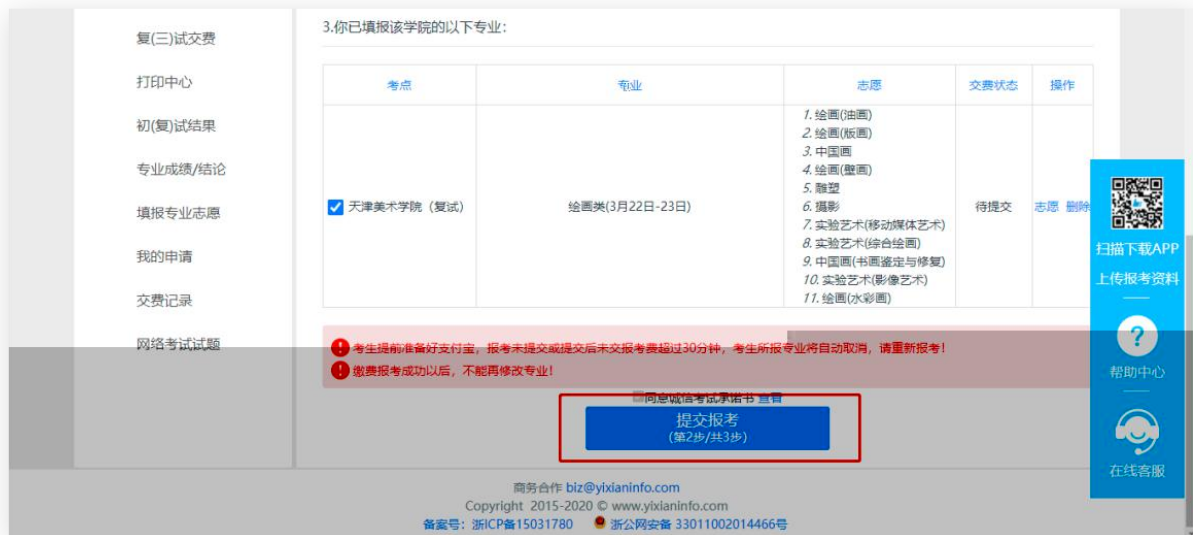 复(三)试交费
打印中心
初(复)试结果
专业成绩/结论
填报专业志愿
我的申请
交费记录
网络考试试题
3.你已填报该学院的以下专业：
考点 专业 志愿 交费状态 操作
天津美术学院（复试） 绘画类(3月22日-23日)
1. 绘画(油画)
2. 绘画(版画)
3. 中国画
4. 绘画(壁画)
5. 雕塑
6. 摄影
7. 实验艺术(移动媒体艺术)
8. 实验艺术(综合绘画)
9. 中国画(书画鉴定与修复)
10. 实验艺术(影像艺术)
11. 绘画(水彩画)
待提交 志愿 删除
考生提前准备好支付宝，报考未提交或提交后未交报考费超过30分钟，考生所报专业将自动取消，请重新报考！
缴费报考成功以后，不能再修改专业！
同意诚信考试承诺书 查看
提交报考
(第2步/共3步)
扫描下载APP
上传报考资料
帮助中心
在线客服
商务合作 biz@yixianinfo.com
Copyright 2015-2020 © www.yixianinfo.com
备案号：浙ICP备15031780 浙公网安备 33011002014466号